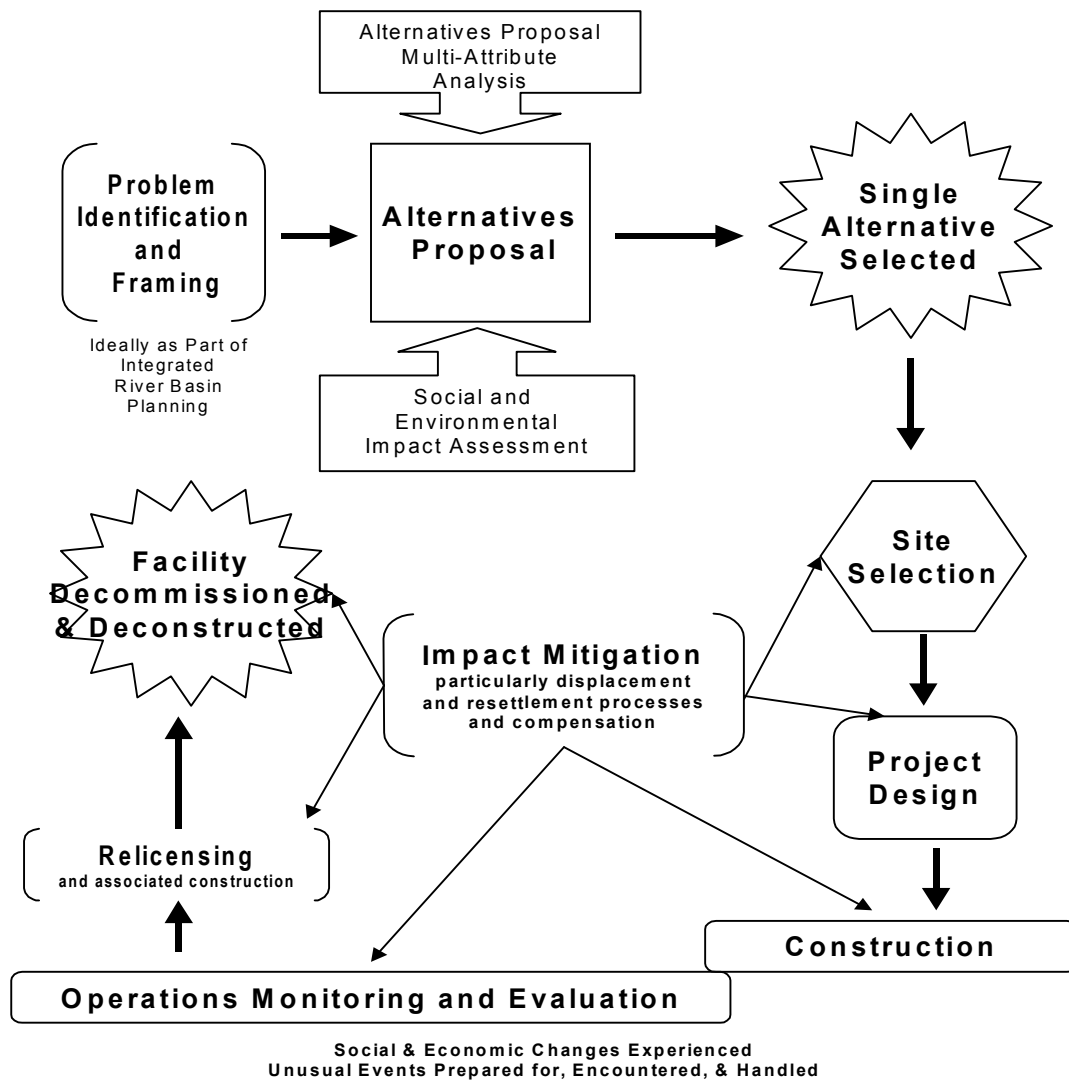 Alternatives Proposal
Multi-Attribute
Analysis
Problem
Identification
and
Framing
Ideally as Part of
Integrated
River Basin
Planning
Alternatives
Proposal
Single
Alternative
Selected
Social and
Environmental
Impact Assessment
Facility
Decommissioned
& Deconstructed
Impact Mitigation
particularly displacement
and resettlement processes
and compensation
Site
Selection
Project
Design
Relicensing
and associated construction
Construction
Operations Monitoring and Evaluation
Social & Economic Changes Experienced
Unusual Events Prepared for, Encountered, & Handled